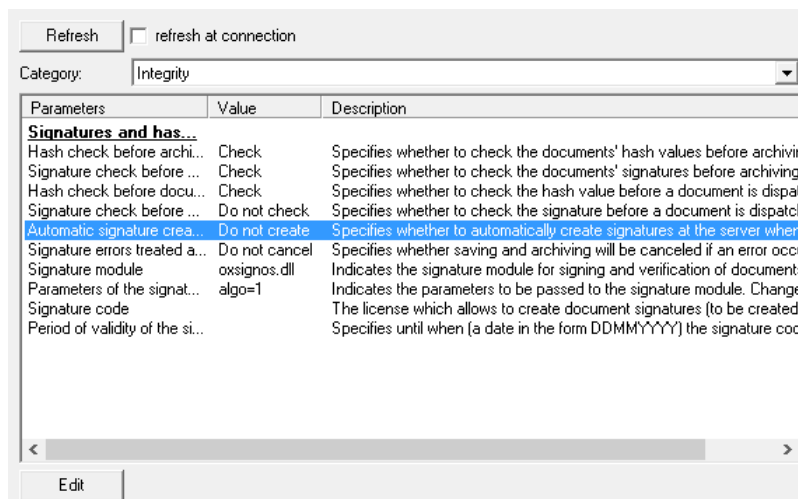 Refresh refresh at connection
Category: Integrity
Parameters Value Description
Signatures and has...
Hash check before archi... Check Specifies whether to check the documents' hash values before archivin
Signature check before ... Check Specifies whether to check the documents' signatures before archiving
Hash check before docu... Check Specifies whether to check the hash value before a document is dispat
Signature check before ... Do not check Specifies whether to check the signature before a document is dispatcl
Automatic signature crea... Do not create Specifies whether to automatically create signatures at the server when
Signature errors treated a... Do not cancel Specifies whether saving and archiving will be canceled if an error occu
Signature module oxsignos.dll Indicates the signature module for signing and verification of document
Parameters of the signat... algo=1 Indicates the parameters to be passed to the signature module. Change
Signature code The license which allows to create document signatures (to be created
Period of validity of the si... Specifies until when (a date in the form DDMMYYYY) the signature coc
Edit